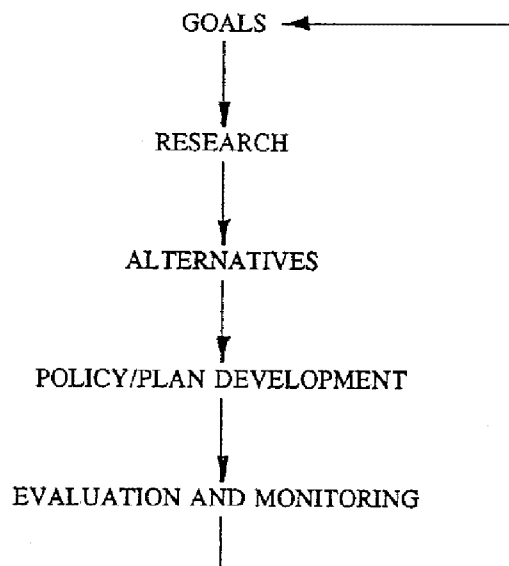 GOALS
RESEARCH
ALTERNATIVES
POLICY/PLAN DEVELOPMENT
EVALUATION AND MONITORING